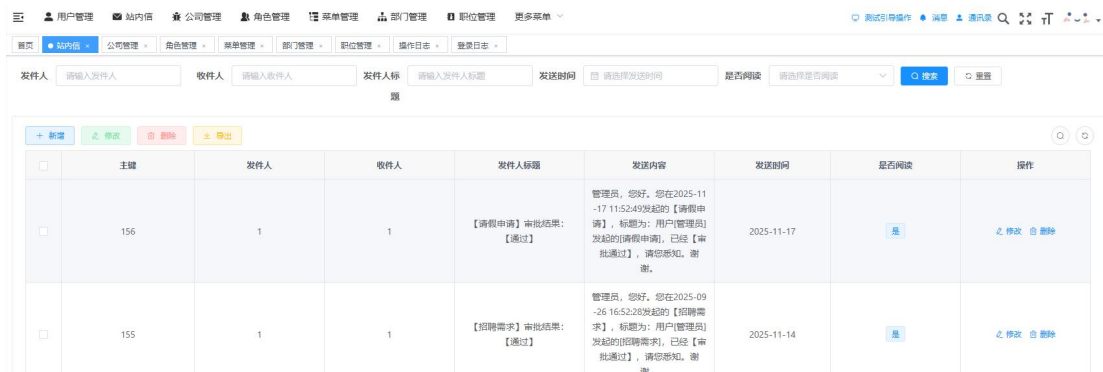 用户管理 站内信 公司管理 角色管理 菜单管理 部门管理 职位管理 更多菜单 测试引导操作 消息 通讯录
首页 站内信 × 公司管理 × 角色管理 × 菜单管理 × 部门管理 × 职位管理 × 操作日志 × 登录日志 ×
发件人 请输入发件人 收件人 请输入收件人 发件人标 请输入发件人标题 发送时间 请选择发送时间 是否阅读 请选择是否阅读 搜索 重置
题
+ 新增 修改 删除 导出
主键 发件人 收件人 发件人标题 发送内容 发送时间 是否阅读 操作
管理员,您好。您在2025-11
-17 11:52:49发起的【请假申
156 1 1 【请假申请】审批结果: 请】,标题为:用户[管理员] 2025-11-17 是 修改 删除
【通过】 发起的[请假申请],已经【审
批通过】,请您悉知。谢
谢。
管理员,您好。您在2025-09
-26 16:52:28发起的【招聘需
155 1 1 【招聘需求】审批结果: 求】,标题为:用户[管理员] 2025-11-14 是 修改 删除
【通过】 发起的[招聘需求],已经【审
批通过】,请您悉知。谢
谢